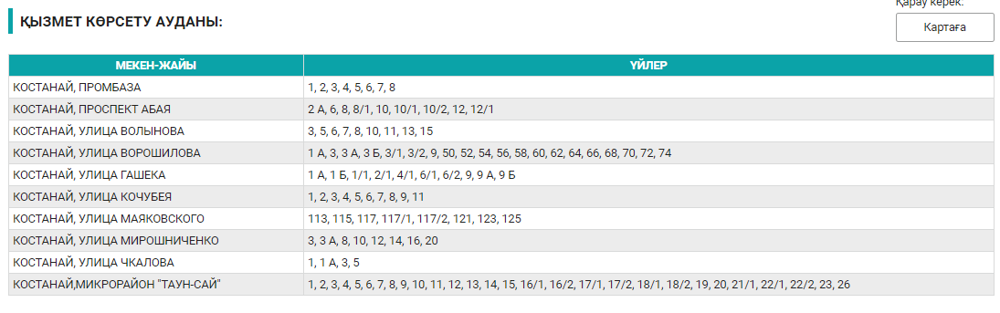 Қарау керек:
ҚЫЗМЕТ КӨРСЕТУ АУДАНЫ:
Картаға
МЕКЕН-ЖАЙЫ ҮЙЛЕР
КОСТАНАЙ, ПРОМБАЗА 1, 2, 3, 4, 5, 6, 7, 8
КОСТАНАЙ, ПРОСПЕКТ АБАЯ 2 А, 6, 8, 8/1, 10, 10/1, 10/2, 12, 12/1
КОСТАНАЙ, УЛИЦА ВОЛЫНОВА 3, 5, 6, 7, 8, 10, 11, 13, 15
КОСТАНАЙ, УЛИЦА ВОРОШИЛОВА 1 А, 3, 3 А, 3 Б, 3/1, 3/2, 9, 50, 52, 54, 56, 58, 60, 62, 64, 66, 68, 70, 72, 74
КОСТАНАЙ, УЛИЦА ГАШЕКА 1 А, 1 Б, 1/1, 2/1, 4/1, 6/1, 6/2, 9, 9 А, 9 Б
КОСТАНАЙ, УЛИЦА КОЧУБЕЯ 1, 2, 3, 4, 5, 6, 7, 8, 9, 11
КОСТАНАЙ, УЛИЦА МАЯКОВСКОГО 113, 115, 117, 117/1, 117/2, 121, 123, 125
КОСТАНАЙ, УЛИЦА МИРОШНИЧЕНКО 3, 3 А, 8, 10, 12, 14, 16, 20
КОСТАНАЙ, УЛИЦА ЧКАЛОВА 1, 1 А, 3, 5
КОСТАНАЙ,МИКРОРАЙОН "ТАУН-САЙ" 1, 2, 3, 4, 5, 6, 7, 8, 9, 10, 11, 12, 13, 14, 15, 16/1, 16/2, 17/1, 17/2, 18/1, 18/2, 19, 20, 21/1, 22/1, 22/2, 23, 26